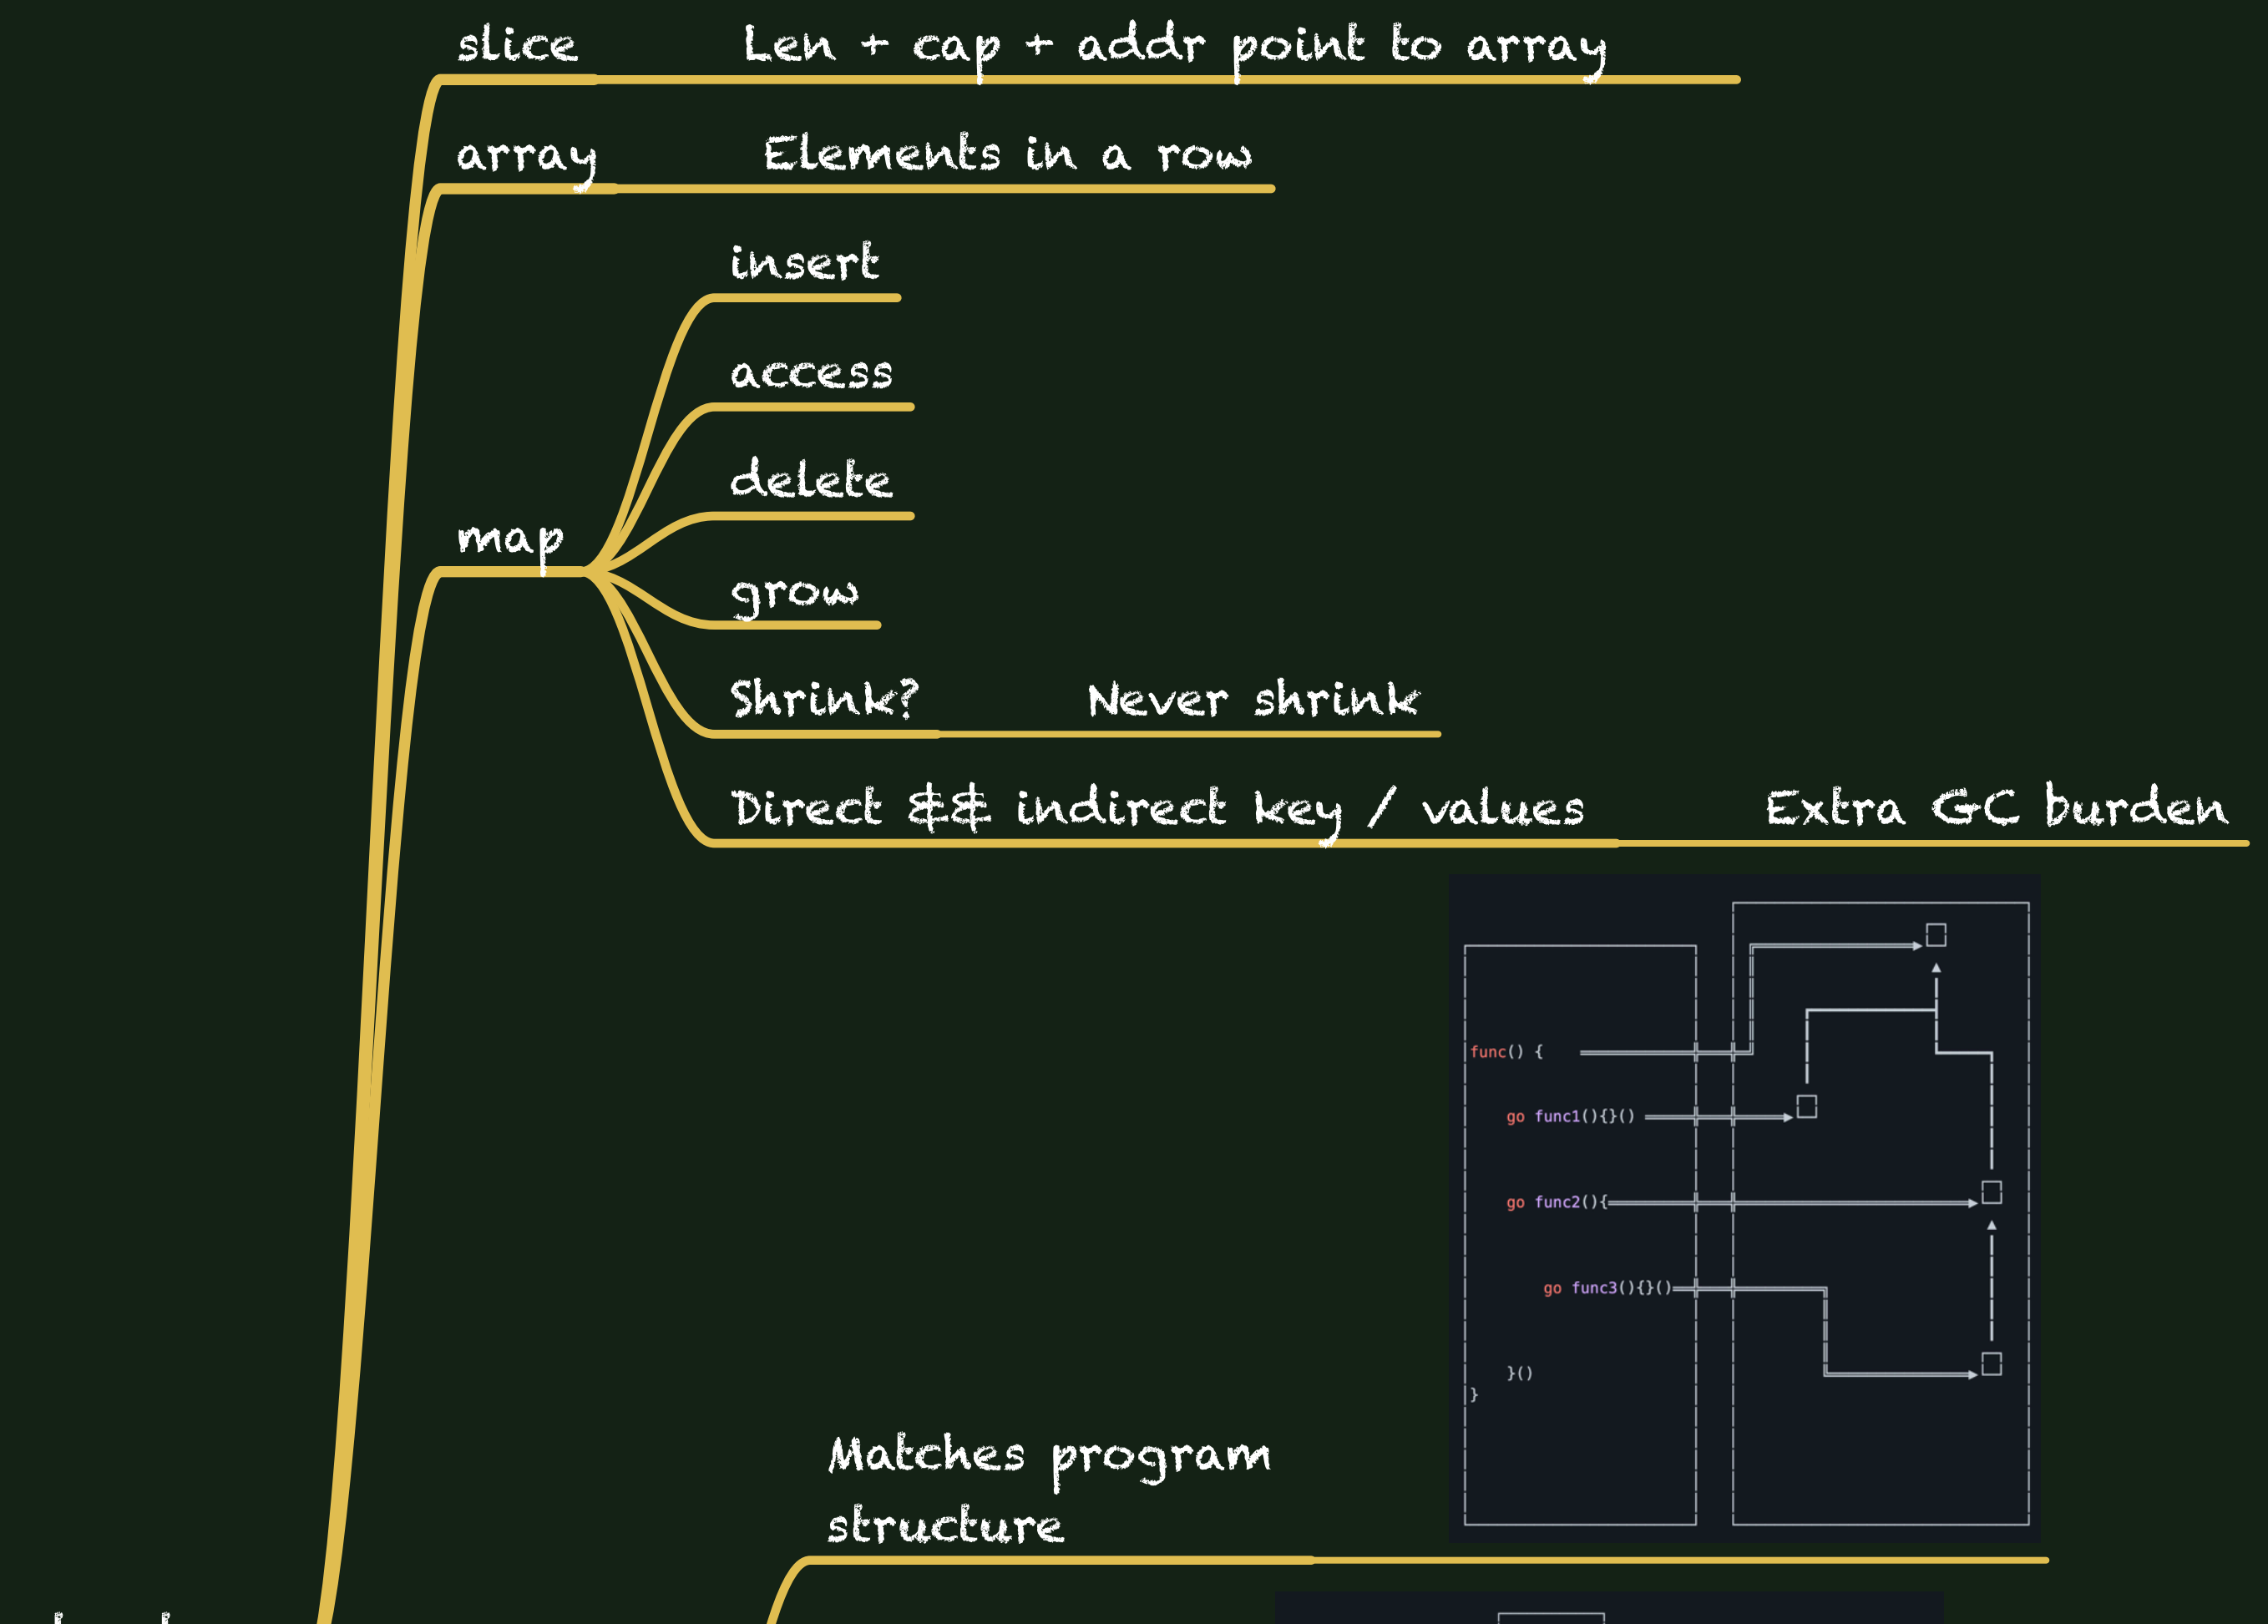 slice
Len + cap + addr point to array
array
Elements in a row
insert
access
delete
map
grow
Shrink?
Never shrink
Direct && indirect key / values
Extra GC burden
func() {
go func1(){}()
go func2(){
go func3(){}()
}()
}
Matches program
structure